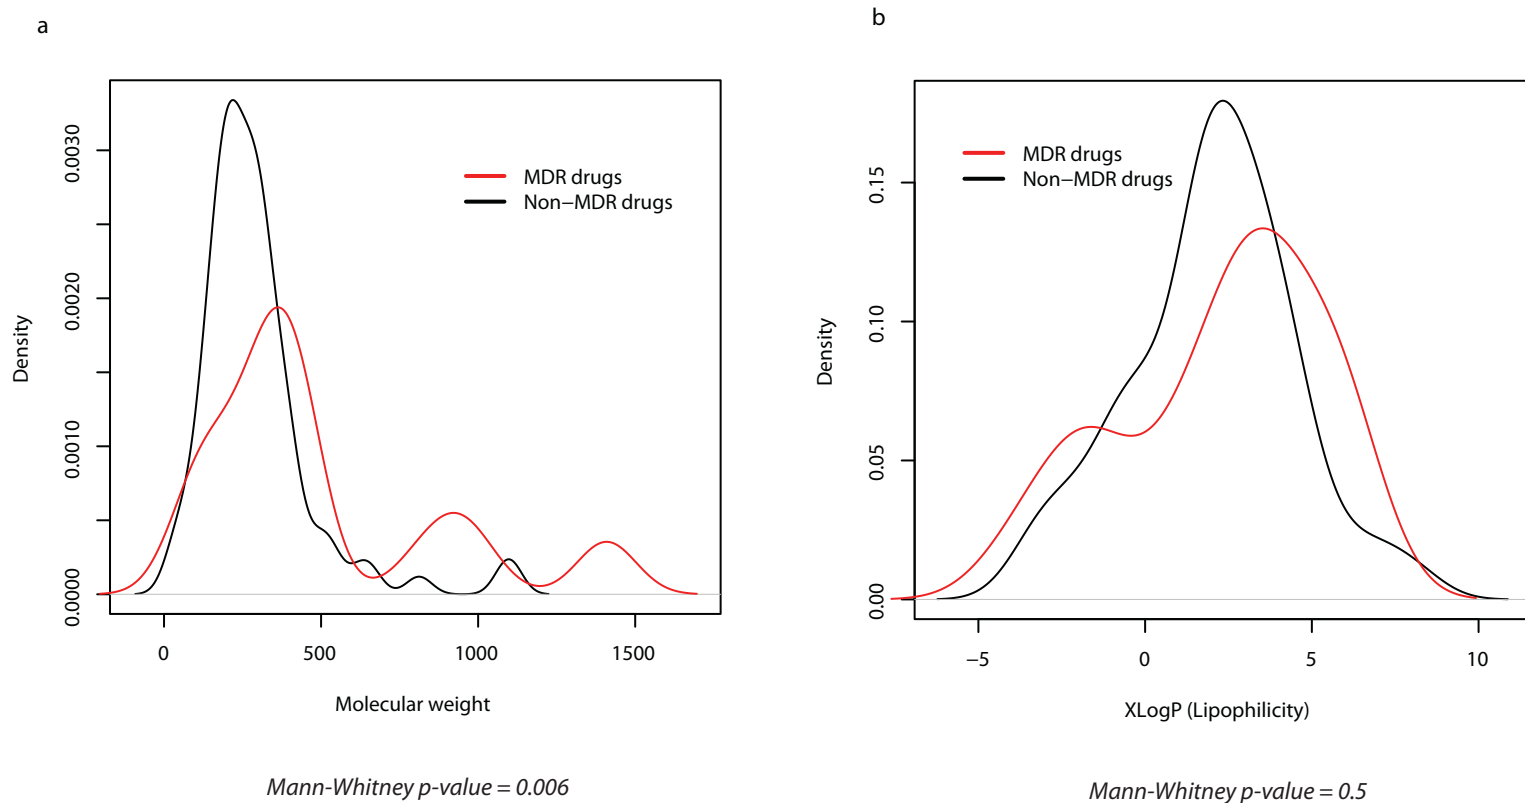 a
MDR drugs
Non−MDR drugs
0.0030
0.0020
0.0010
0.0000
Density
0
500
1000
1500
Molecular weight
Mann-Whitney p-value = 0.006
b
MDR drugs
Non−MDR drugs
0.15
0.10
0.05
0.00
Density
−5
0
5
10
XLogP (Lipophilicity)
Mann-Whitney p-value = 0.5